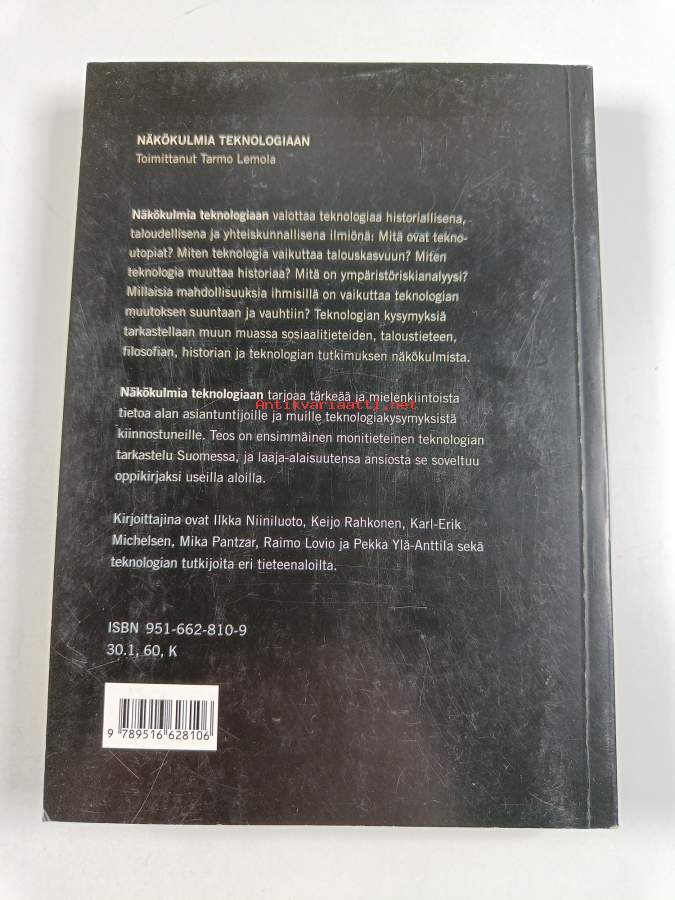 NÄKÖKULMIA TEKNOLOGIAAN
Toimittanut Tarmo Lemola
Näkökulmia teknologiaan valottaa teknologiaa historiallisena,
taloudellisena ja yhteiskunnallisena ilmiönä: Mitä ovat tekno-
utopiat? Miten teknologia vaikuttaa talouskasvuun? Miten
teknologia muuttaa historiaa? Mitä on ympäristöriskianalyysi?
Millaisia mahdollisuuksia ihmisillä on vaikuttaa teknologian
muutoksen suuntaan ja vauhtiin? Teknologian kysymyksiä
tarkastellaan muun muassa sosiaalitieteiden, taloustieteen,
filosofian, historian ja teknologian tutkimuksen näkökulmista.
Näkökulmia teknologiaan tarjoaa tärkeää ja mielenkiintoista
Antikvariaatti.net
tietoa alan asiantuntijoille ja muille teknologiakysymyksistä
kiinnostuneille. Teos on ensimmäinen monitieteinen teknologian
tarkastelu Suomessa, ja laaja-alaisuutensa ansiosta se soveltuu
oppikirjaksi useilla aloilla.
Kirjoittajina ovat Ilkka Niiniluoto, Keijo Rahkonen, Karl-Erik
Michelsen, Mika Pantzar, Raimo Lovio ja Pekka Ylä-Anttila sekä
teknologian tutkijoita eri tieteenaloilta.
ISBN 951-662-810-9
30.1, 60, K
9 789516 628106